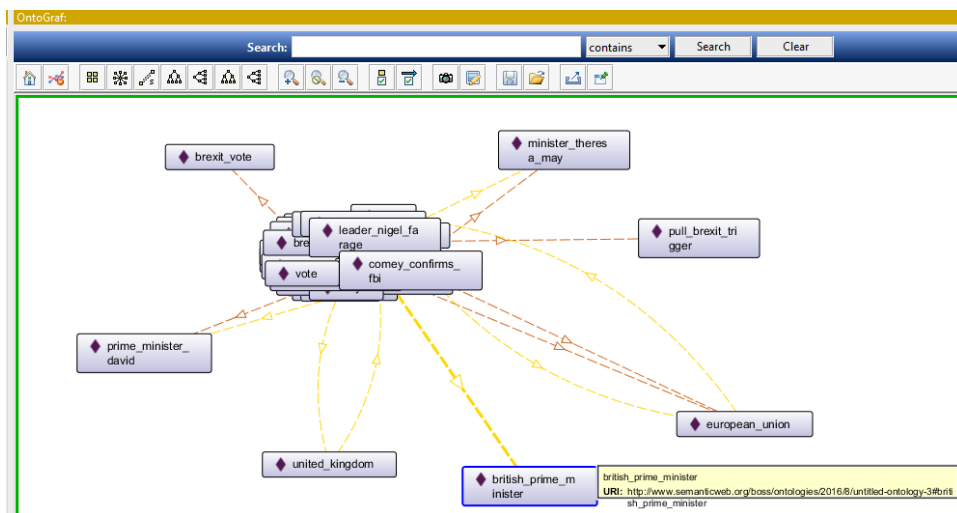 OntoGraf:
Search:
contains
Search
Clear
brexit_vote
minister_theres
a_may
leader_nigel_fa
rage
pull_brexit_tri
gger
comey_confirms_
fbi
vote
prime_minister_
david
european_union
united_kingdom
british_prime_m
inister
british_prime_minister
URI: http://www.semanticweb.org/boss/ontologies/2016/8/untitled-ontology-3#briti
sh_prime_minister